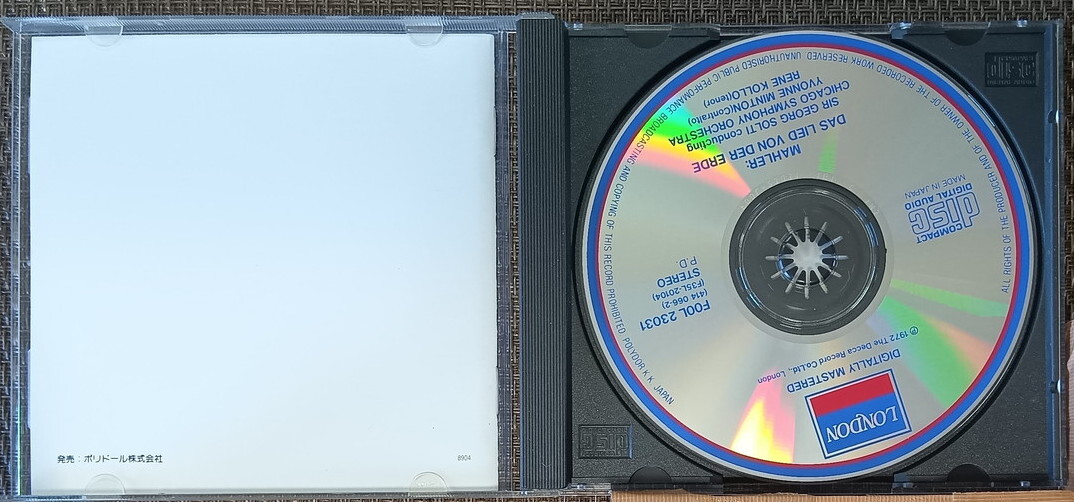 発売：ポリドール株式会社
8904
LONDON
DIGITALLY MASTERED
℗ 1972 The Decca Record Co.Ltd., London
F00L 23031
(414 066-2)
(F35L-20104)
STEREO
P.D.
COMPACT
disc
DIGITAL AUDIO
MADE IN JAPAN
MAHLER:
DAS LIED VON DER ERDE
SIR GEORG SOLTI conducting
CHICAGO SYMPHONY ORCHESTRA
YVONNE MINTON(Contralto)
RENE KOLLO(tenor)
ALL RIGHTS OF THE PRODUCER AND OF THE OWNER OF THE RECORDED WORK RESERVED UNAUTHORISED PUBLIC PERFORMANCE BROADCASTING AND COPYING OF THIS RECORD PROHIBITED POLYDOR K K JAPAN
disc
disc